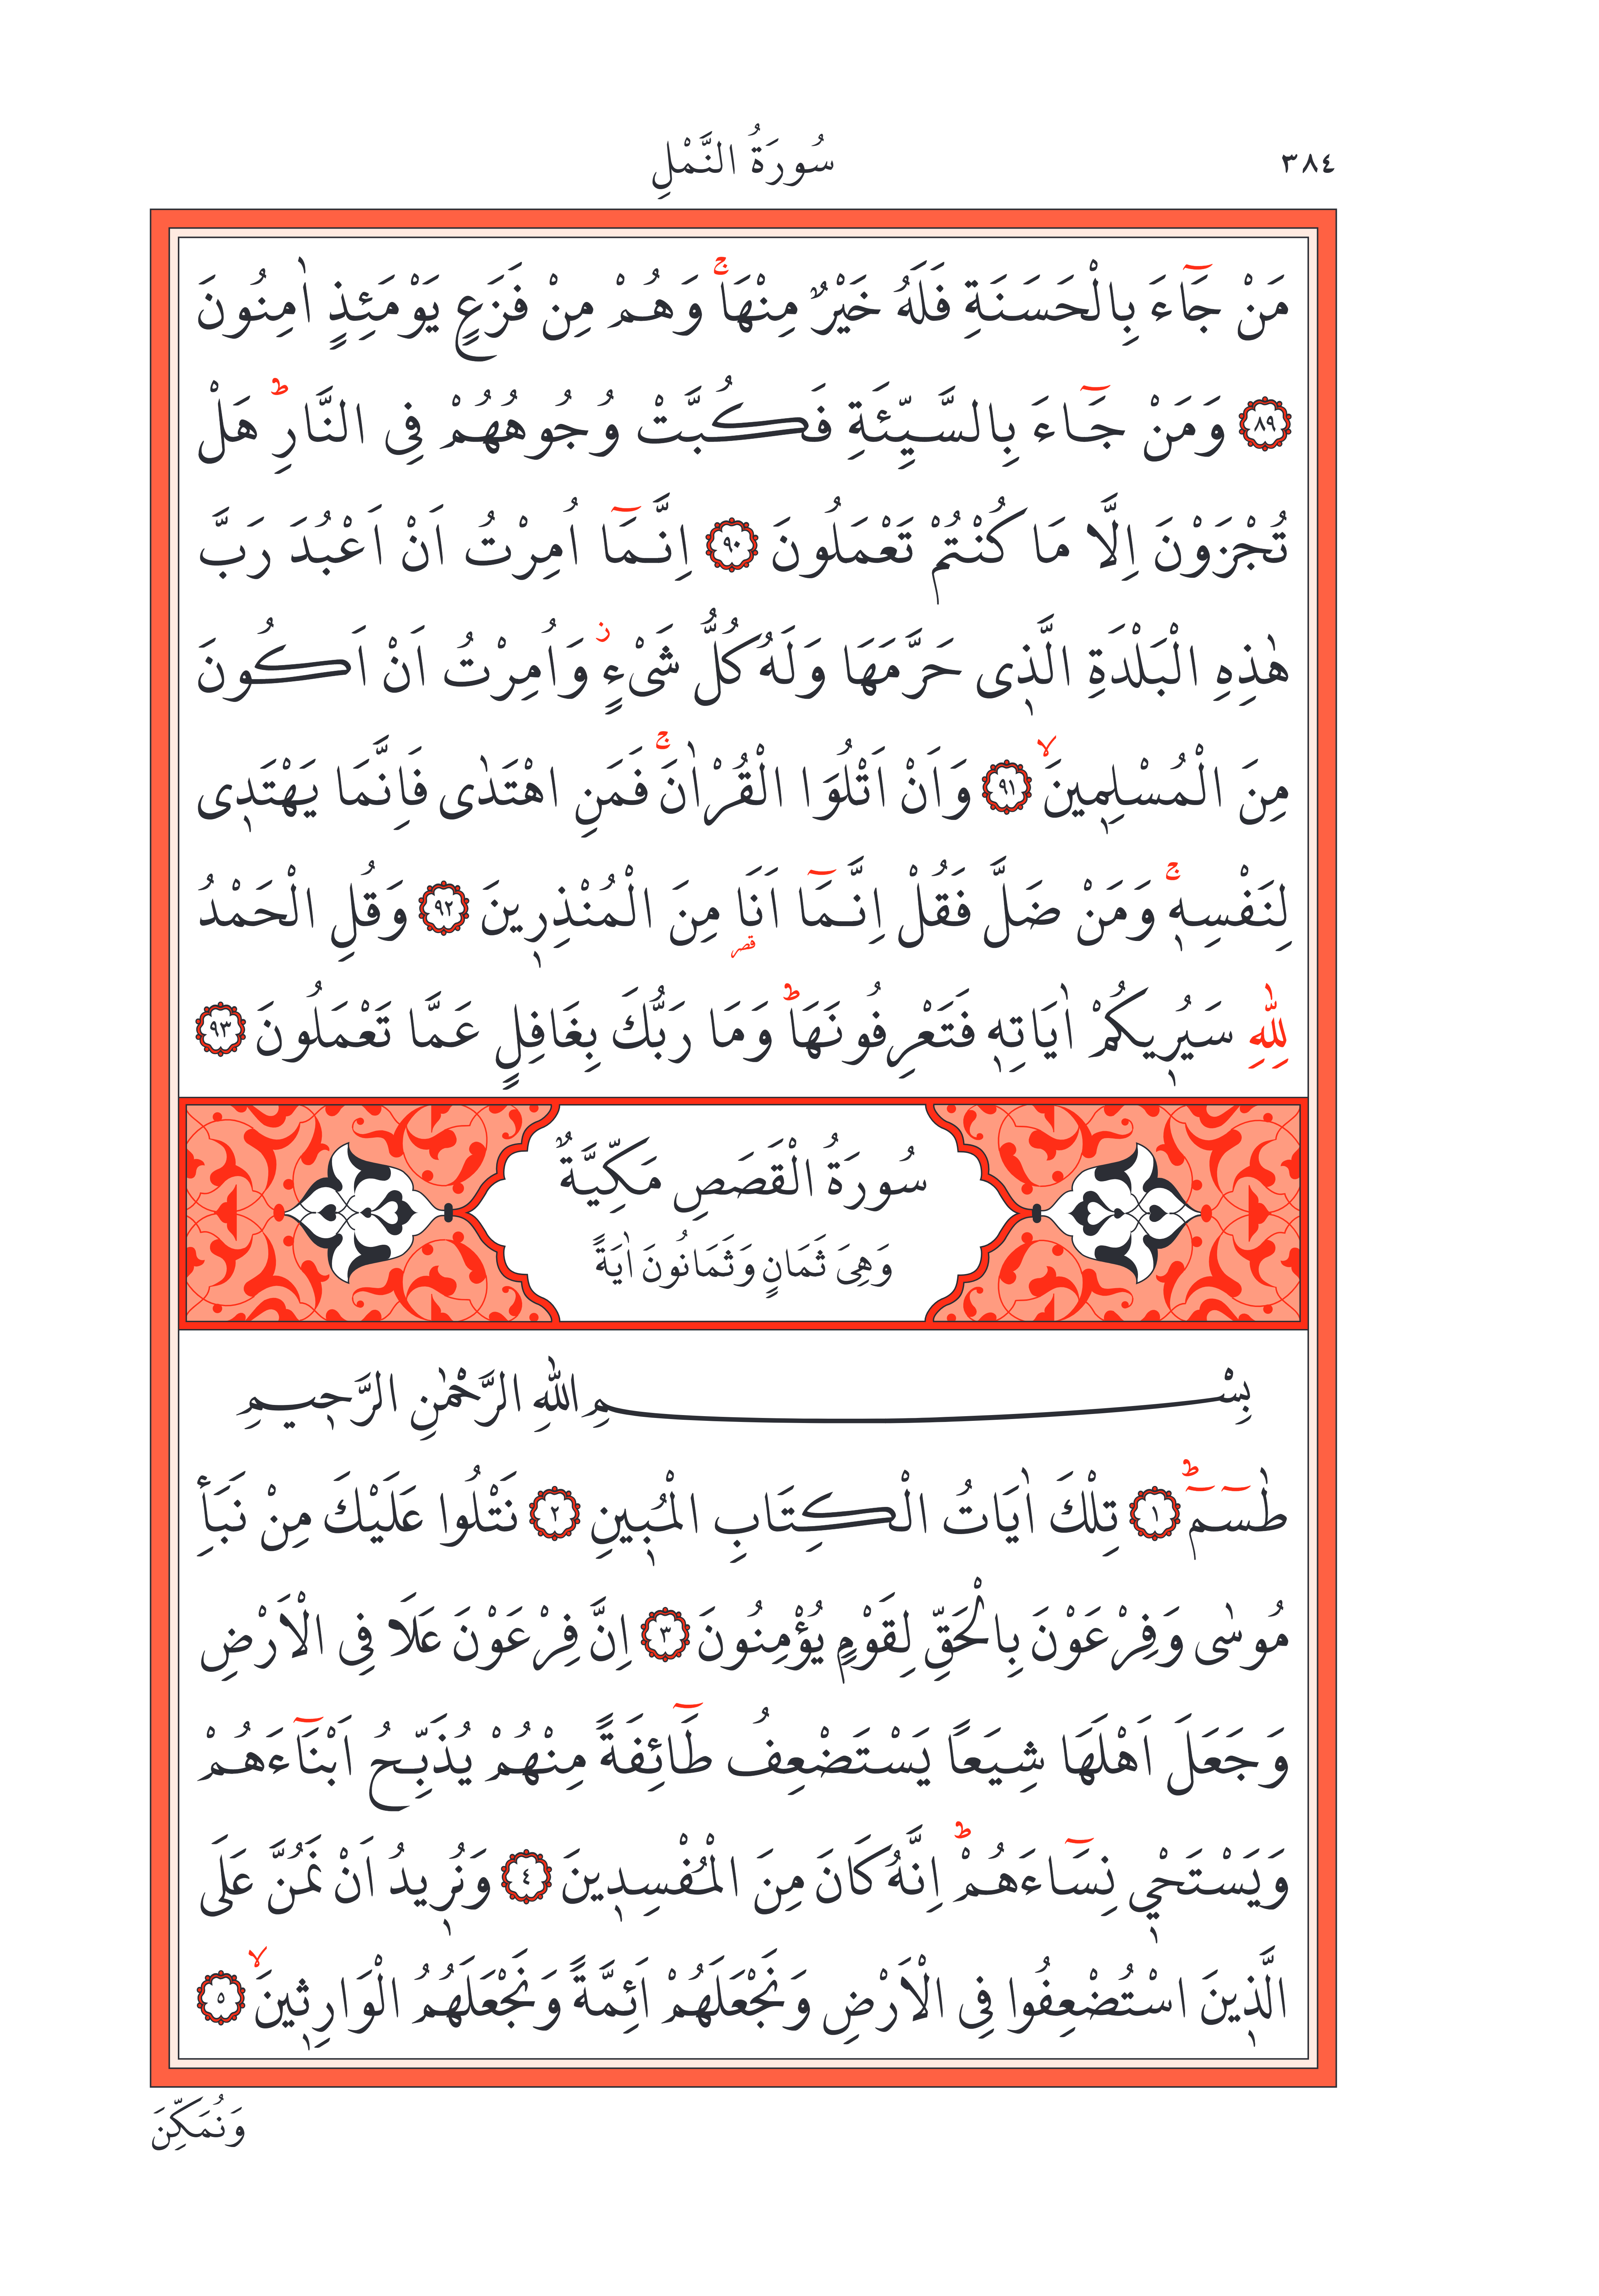 ٣٨٤
سُورَةُ النَّمْلِ
مَنْ جَٓاءَ بِالْحَسَنَةِ فَلَهُ خَيْرٌ مِنْهَاۚ وَهُمْ مِنْ فَزَعٍ يَوْمَئِذٍ اٰمِنُونَ
﴿٨٩﴾ وَمَنْ جَٓاءَ بِالسَّيِّئَةِ فَكُبَّتْ وُجُوهُهُمْ فِى النَّارِۜ هَلْ
تُجْزَوْنَ اِلَّا مَا كُنْتُمْ تَعْمَلُونَ ﴿٩٠﴾ اِنَّمَٓا اُمِرْتُ اَنْ اَعْبُدَ رَبَّ
هٰذِهِ الْبَلْدَةِ الَّذٖى حَرَّمَهَا وَلَهُ كُلُّ شَىْءٍؗ وَاُمِرْتُ اَنْ اَكُونَ
مِنَ الْمُسْلِمٖينَۙ ﴿٩١﴾ وَاَنْ اَتْلُوَا الْقُرْاٰنَۚ فَمَنِ اهْتَدٰى فَاِنَّمَا يَهْتَدٖى
لِنَفْسِهٖۚ وَمَنْ ضَلَّ فَقُلْ اِنَّمَٓا اَنَا قصر مِنَ الْمُنْذِرٖينَ ﴿٩٢﴾ وَقُلِ الْحَمْدُ
لِلّٰهِ سَيُرٖيكُمْ اٰيَاتِهٖ فَتَعْرِفُونَهَاۜ وَمَا رَبُّكَ بِغَافِلٍ عَمَّا تَعْمَلُونَ ﴿٩٣﴾
سُورَةُ الْقَصَصِ مَكِّيَّةٌ
وَهِىَ ثَمَانٍ وَثَمَانُونَ اٰيَةً
بِسْمِ اللّٰهِ الرَّحْمٰنِ الرَّحٖيمِ
طٰسٓمٓۜ ﴿١﴾ تِلْكَ اٰيَاتُ الْكِتَابِ الْمُبٖينِ ﴿٢﴾ نَتْلُوا عَلَيْكَ مِنْ نَبَأِ
مُوسٰى وَفِرْعَوْنَ بِالْحَقِّ لِقَوْمٍ يُؤْمِنُونَ ﴿٣﴾ اِنَّ فِرْعَوْنَ عَلَا فِى الْاَرْضِ
وَجَعَلَ اَهْلَهَا شِيَعًا يَسْتَضْعِفُ طَٓائِفَةً مِنْهُمْ يُذَبِّحُ اَبْنَٓاءَهُمْ
وَيَسْتَحْيٖ نِسَٓاءَهُمْۜ اِنَّهُ كَانَ مِنَ الْمُفْسِدٖينَ ﴿٤﴾ وَنُرٖيدُ اَنْ نَمُنَّ عَلَى
الَّذٖينَ اسْتُضْعِفُوا فِى الْاَرْضِ وَنَجْعَلَهُمْ اَئِمَّةً وَنَجْعَلَهُمُ الْوَارِثٖينَۙ ﴿٥﴾
وَنُمَكِّنَ